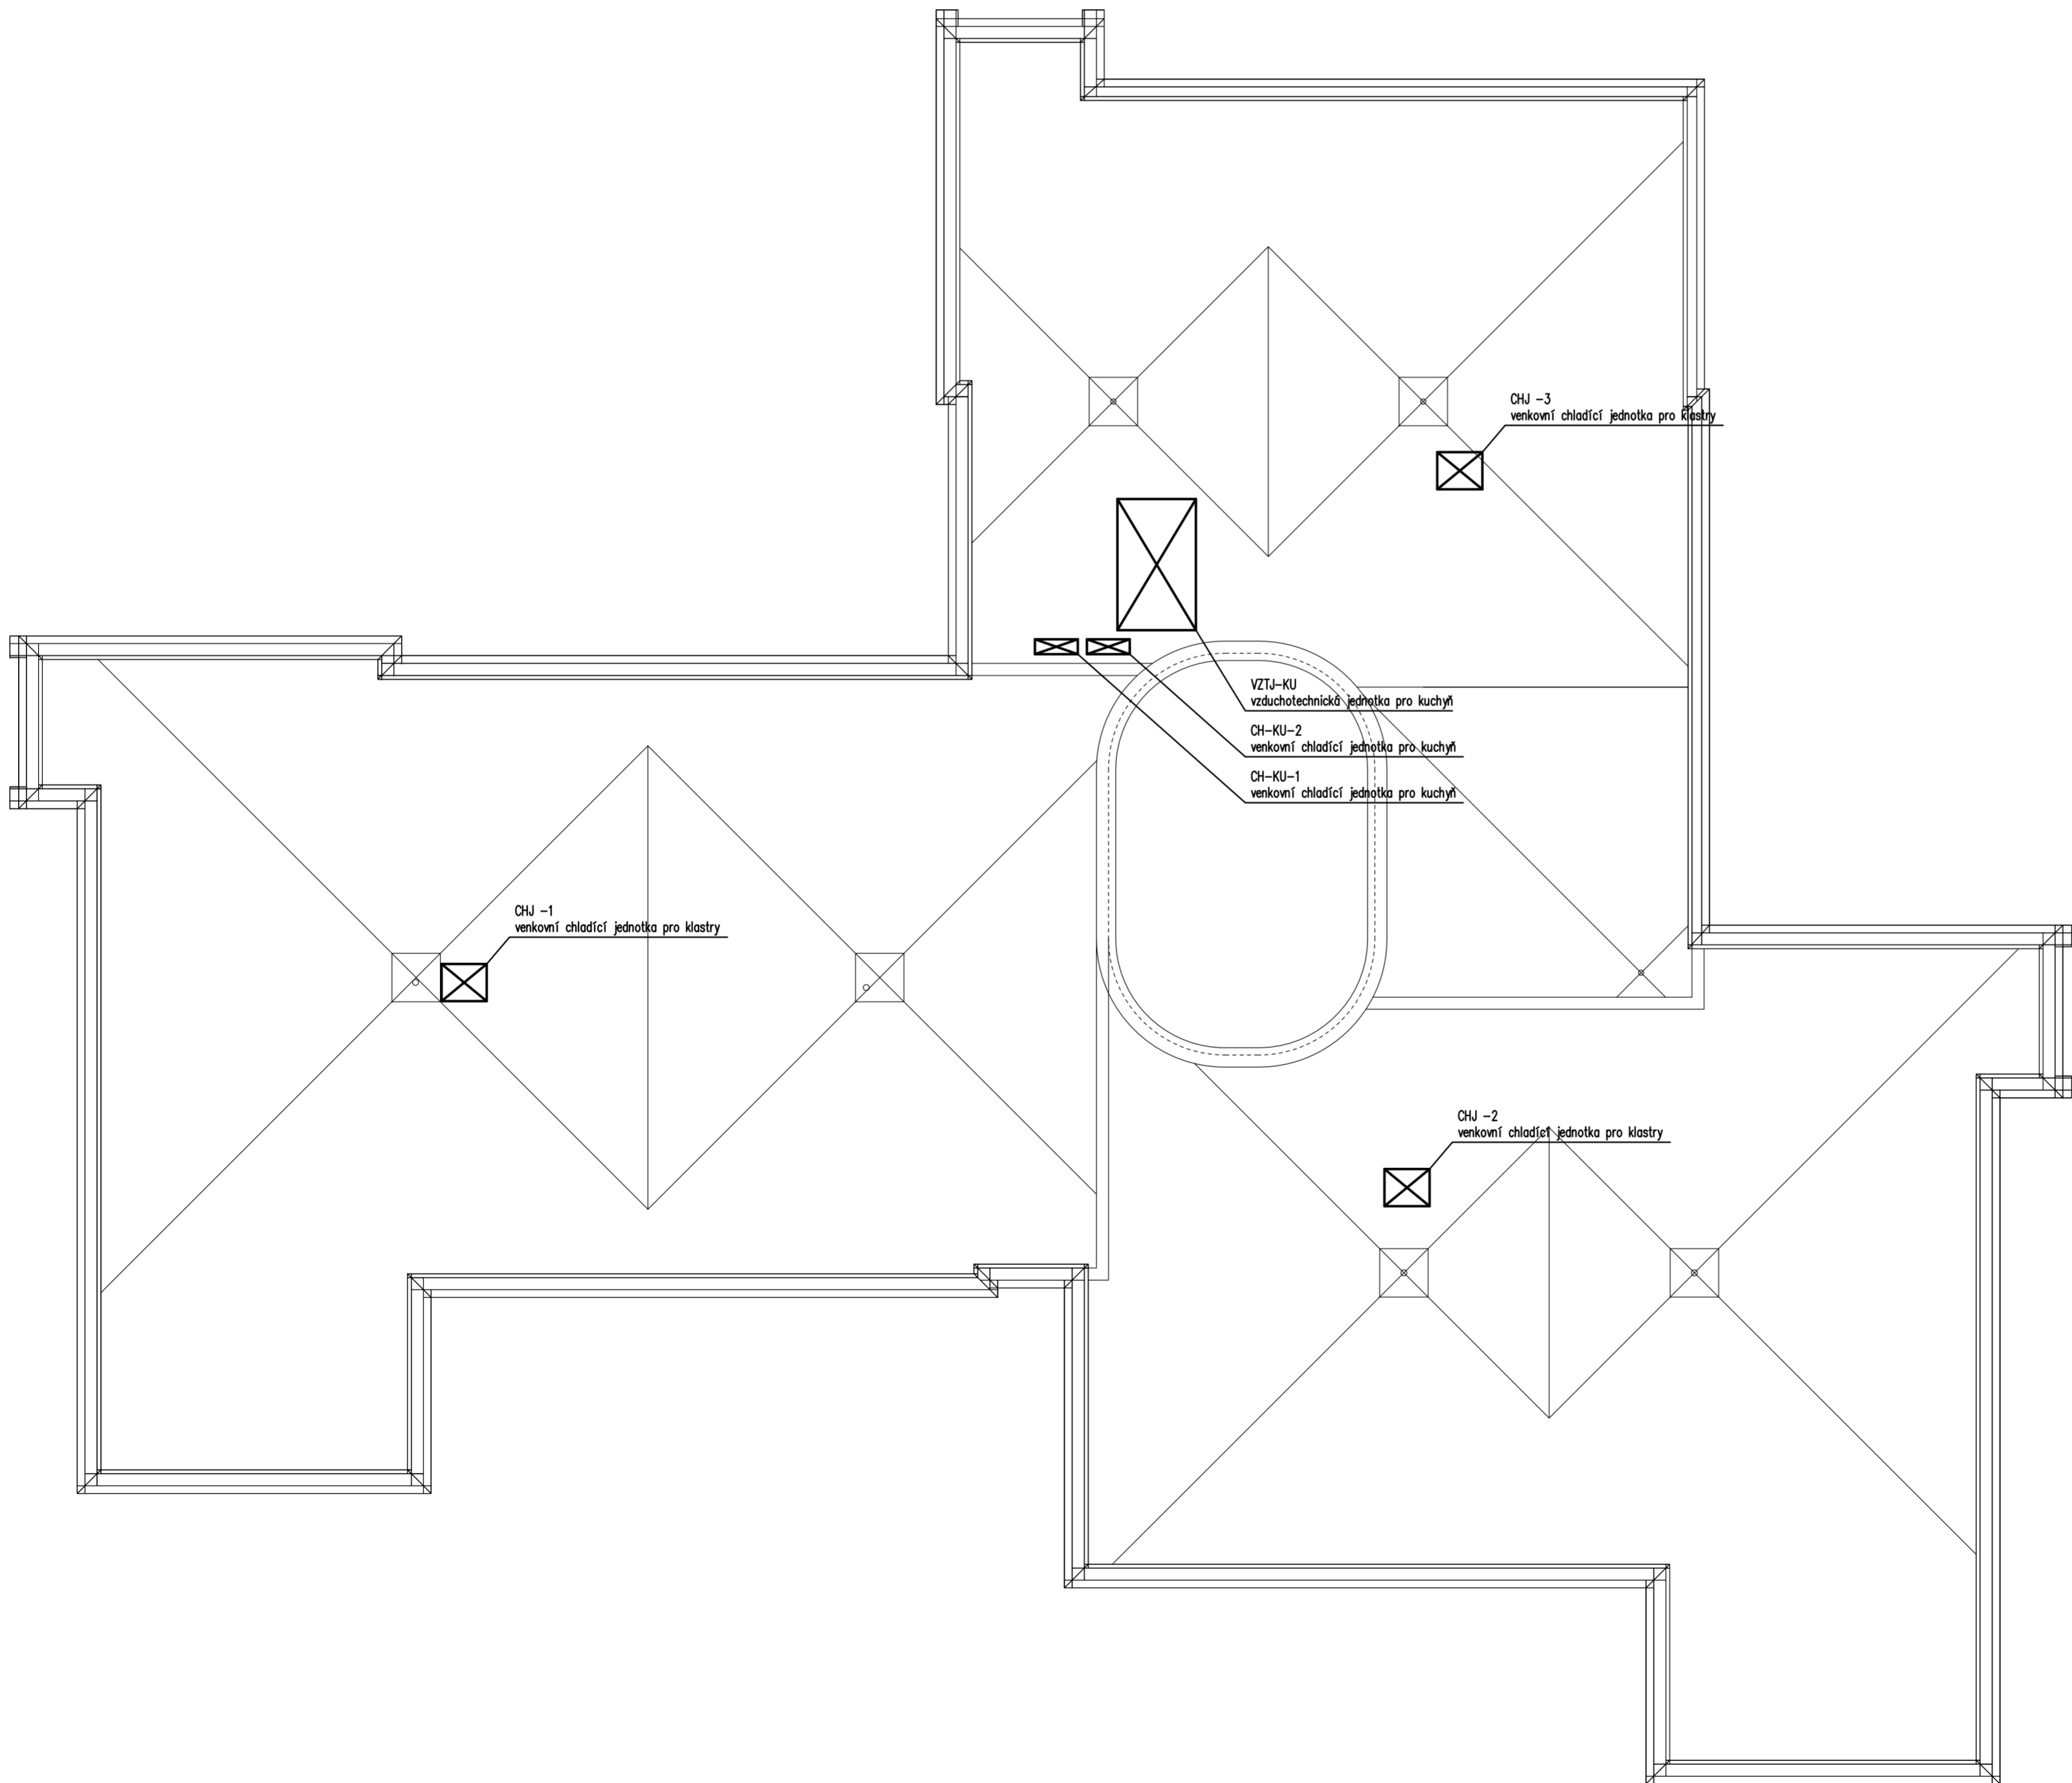 CHJ -3
venkovní chladící jednotka pro klastry
VZTJ-KU
vzduchotechnická jednotka pro kuchyň
CH-KU-2
venkovní chladící jednotka pro kuchyň
CH-KU-1
venkovní chladící jednotka pro kuchyň
CHJ -1
venkovní chladící jednotka pro klastry
CHJ -2
venkovní chladící jednotka pro klastry